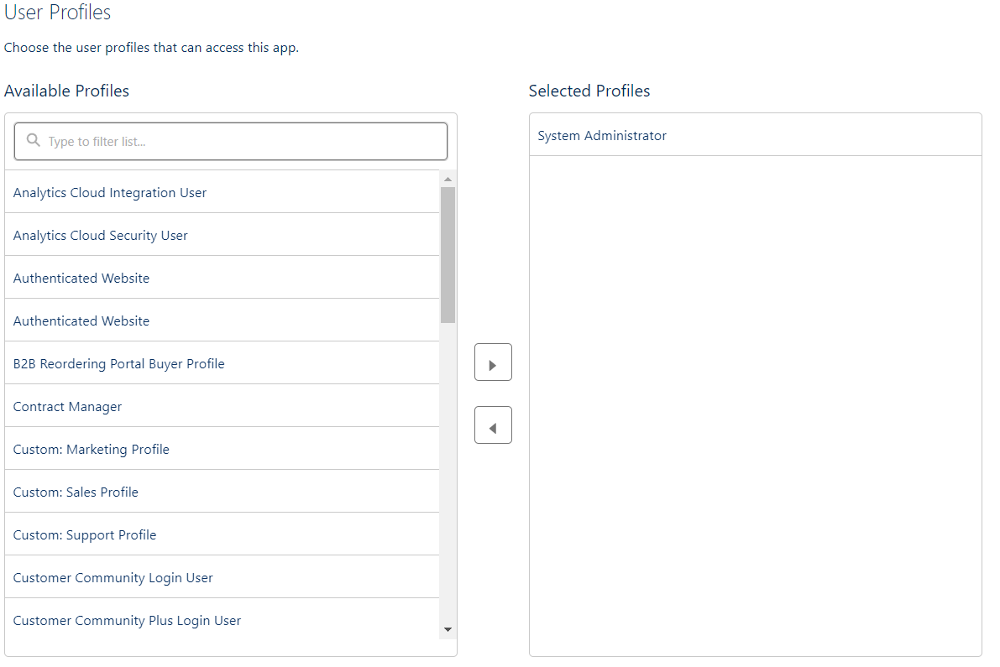 User Profiles
Choose the user profiles that can access this app.
Available Profiles
Type to filter list...
Analytics Cloud Integration User
Analytics Cloud Security User
Authenticated Website
Authenticated Website
B2B Reordering Portal Buyer Profile
Contract Manager
Custom: Marketing Profile
Custom: Sales Profile
Custom: Support Profile
Customer Community Login User
Customer Community Plus Login User
Selected Profiles
System Administrator